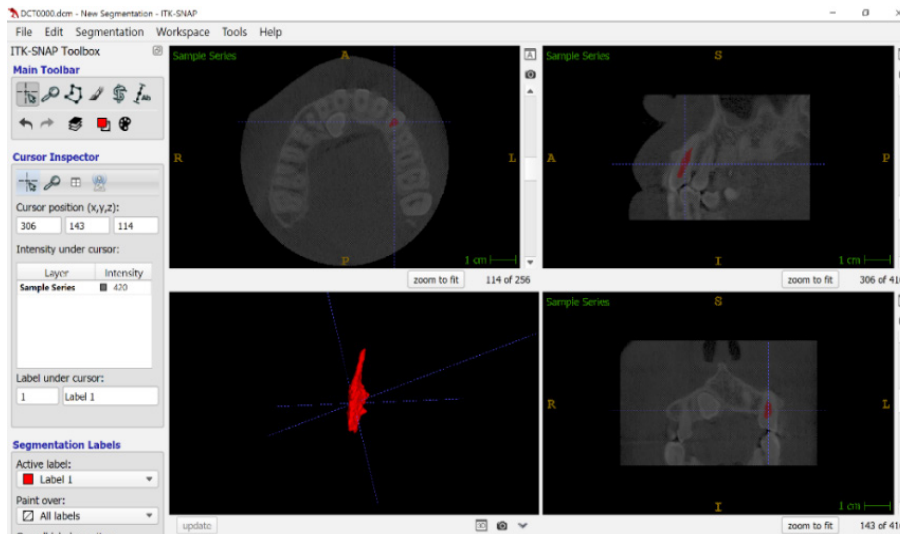 DCT0000.dcm - New Segmentation - ITK-SNAP
File Edit Segmentation Workspace Tools Help
ITK-SNAP Toolbox
Main Toolbar
Cursor Inspector
Cursor position (x,y,z):
306 143 114
Intensity under cursor:
Layer Intensity
Sample Series 420
Label under cursor:
1 Label 1
Segmentation Labels
Active label:
Label 1
Paint over:
All labels
Sample Series
A
R
L
P
1 cm
zoom to fit 114 of 256
Sample Series
S
A
P
I
1 cm
zoom to fit 306 of 41
update
Sample Series
S
R
L
I
1 cm
zoom to fit 143 of 41